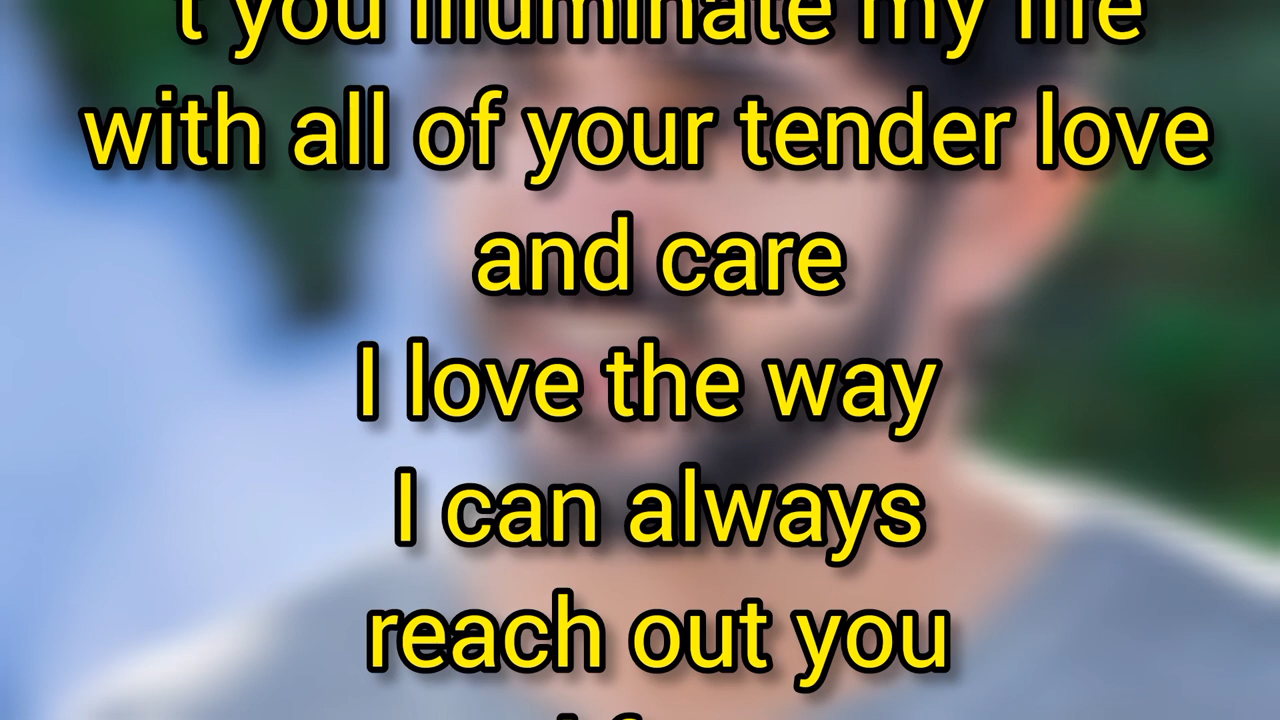 t you illuminate my life
with all of your tender love
and care
I love the way
I can always
reach out you